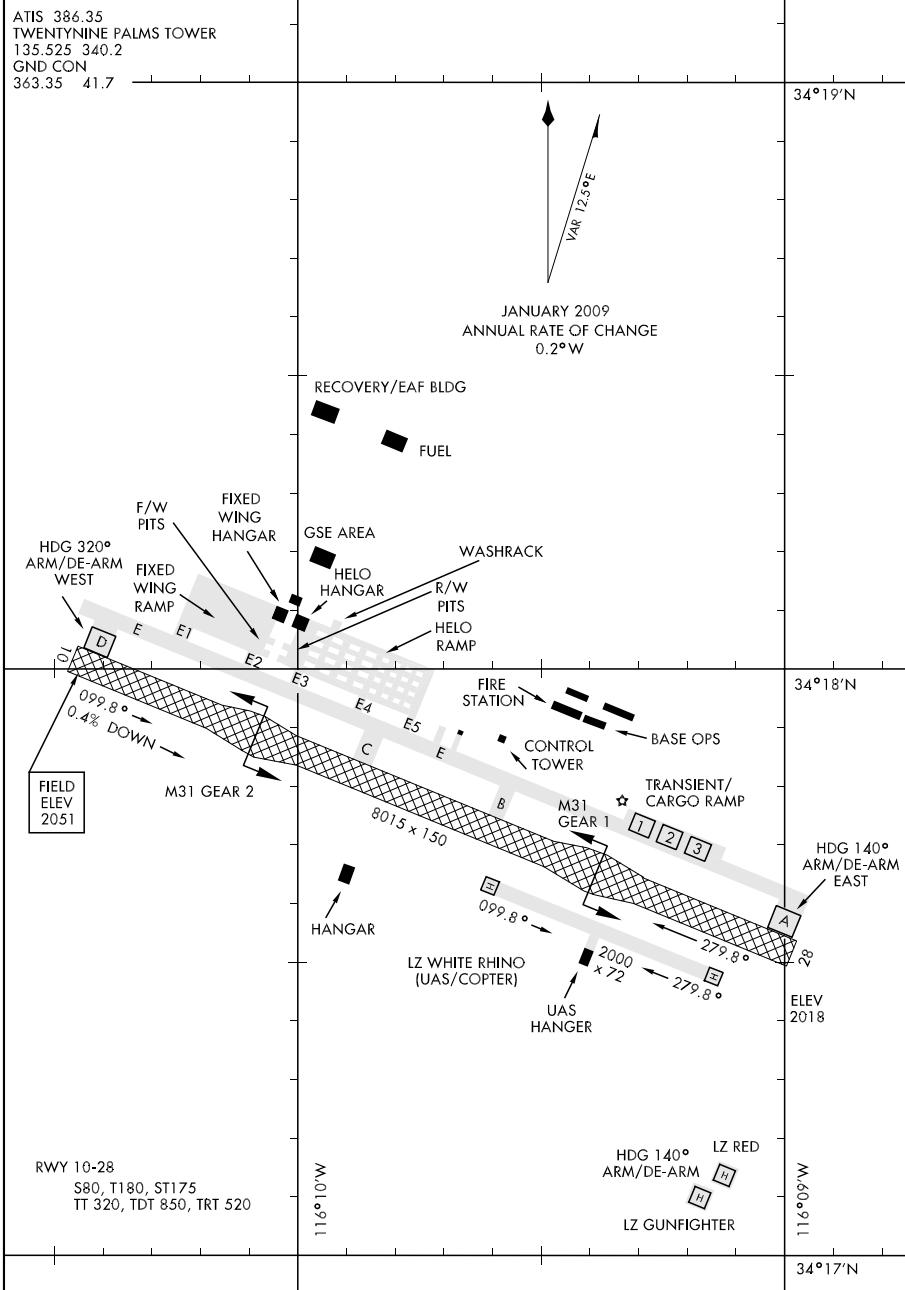 ATIS 386.35
TWENTYNINE PALMS TOWER
135.525 340.2
GND CON
363.35 41.7
34°19'N
VAR 12.5°E
JANUARY 2009
ANNUAL RATE OF CHANGE
0.2°W
RECOVERY/EAF BLDG
FUEL
F/W
PITS
FIXED
WING
HANGAR
GSE AREA
HDG 320°
ARM/DE-ARM
WEST
FIXED
WING
RAMP
HELO
HANGAR
WASHRACK
R/W
PITS
HELO
RAMP
D
E
E1
E2
E3
E4
E5
E
10
34°18'N
FIRE
STATION
BASE OPS
CONTROL
TOWER
099.8°
0.4% DOWN
C
B
FIELD
ELEV
2051
M31 GEAR 2
8015 x 150
M31
GEAR 1
TRANSIENT/
CARGO RAMP
1
2
3
HDG 140°
ARM/DE-ARM
EAST
A
28
279.8°
H
099.8°
HANGAR
LZ WHITE RHINO
(UAS/COPTER)
2000
x 72
279.8°
H
UAS
HANGER
ELEV
2018
RWY 10-28
S80, T180, ST175
TT 320, TDT 850, TRT 520
116°10'W
HDG 140°
ARM/DE-ARM
LZ RED
H
H
LZ GUNFIGHTER
116°09'W
34°17'N